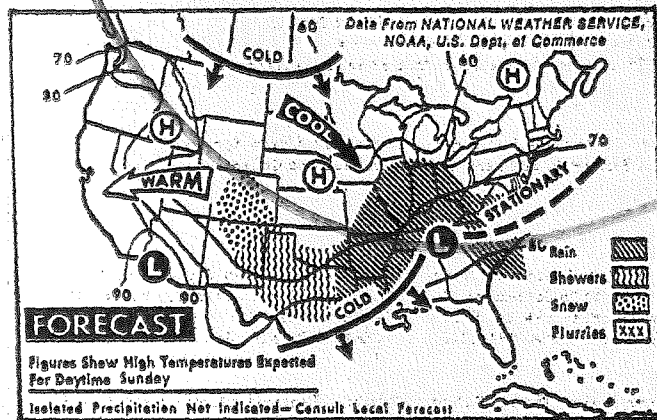 Data From NATIONAL WEATHER SERVICE,
NOAA, U.S. Dept. of Commerce
60
COLD
70
80
60
H
COOL
H
H
WARM
70
STATIONARY
L
L
80
90
90
COLD
Rain
Showers
Snow
Flurries XXX
FORECAST
Figures Show High Temperatures Expected
For Daytime Sunday
Isolated Precipitation Not Indicated— Consult Local Forecast